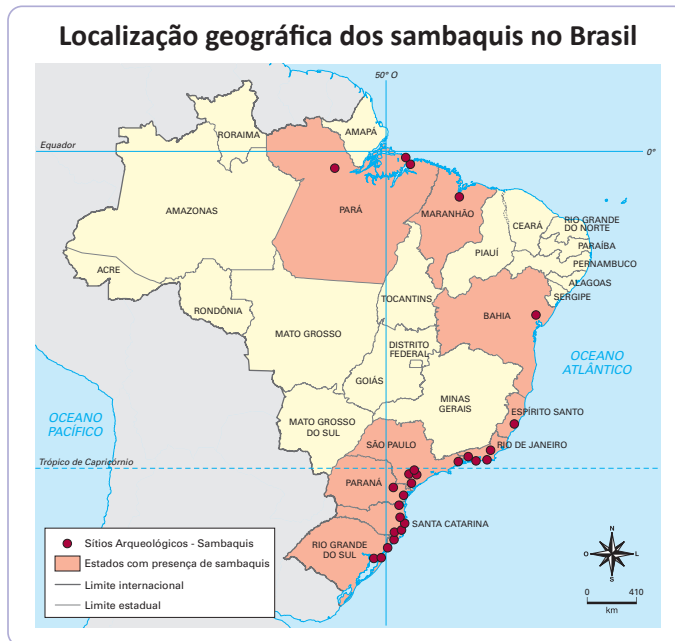 Localização geográfica dos sambaquis no Brasil
50° O
Equador
0°
RORAIMA
AMAPÁ
AMAZONAS
PARÁ
MARANHÃO
CEARÁ
RIO GRANDE
DO NORTE
PARAÍBA
PIAUÍ
PERNAMBUCO
ACRE
ALAGOAS
SERGIPE
RONDÔNIA
TOCANTINS
BAHIA
MATO GROSSO
DISTRITO
FEDERAL
GOIÁS
OCEANO
ATLÂNTICO
MINAS
GERAIS
ESPÍRITO SANTO
OCEANO
PACÍFICO
MATO GROSSO
DO SUL
SÃO PAULO
RIO DE JANEIRO
Trópico de Capricórnio
PARANÁ
SANTA CATARINA
RIO GRANDE
DO SUL
Sítios Arqueológicos - Sambaquis
Estados com presença de sambaquis
Limite internacional
Limite estadual
N
O
L
S
0
410
km